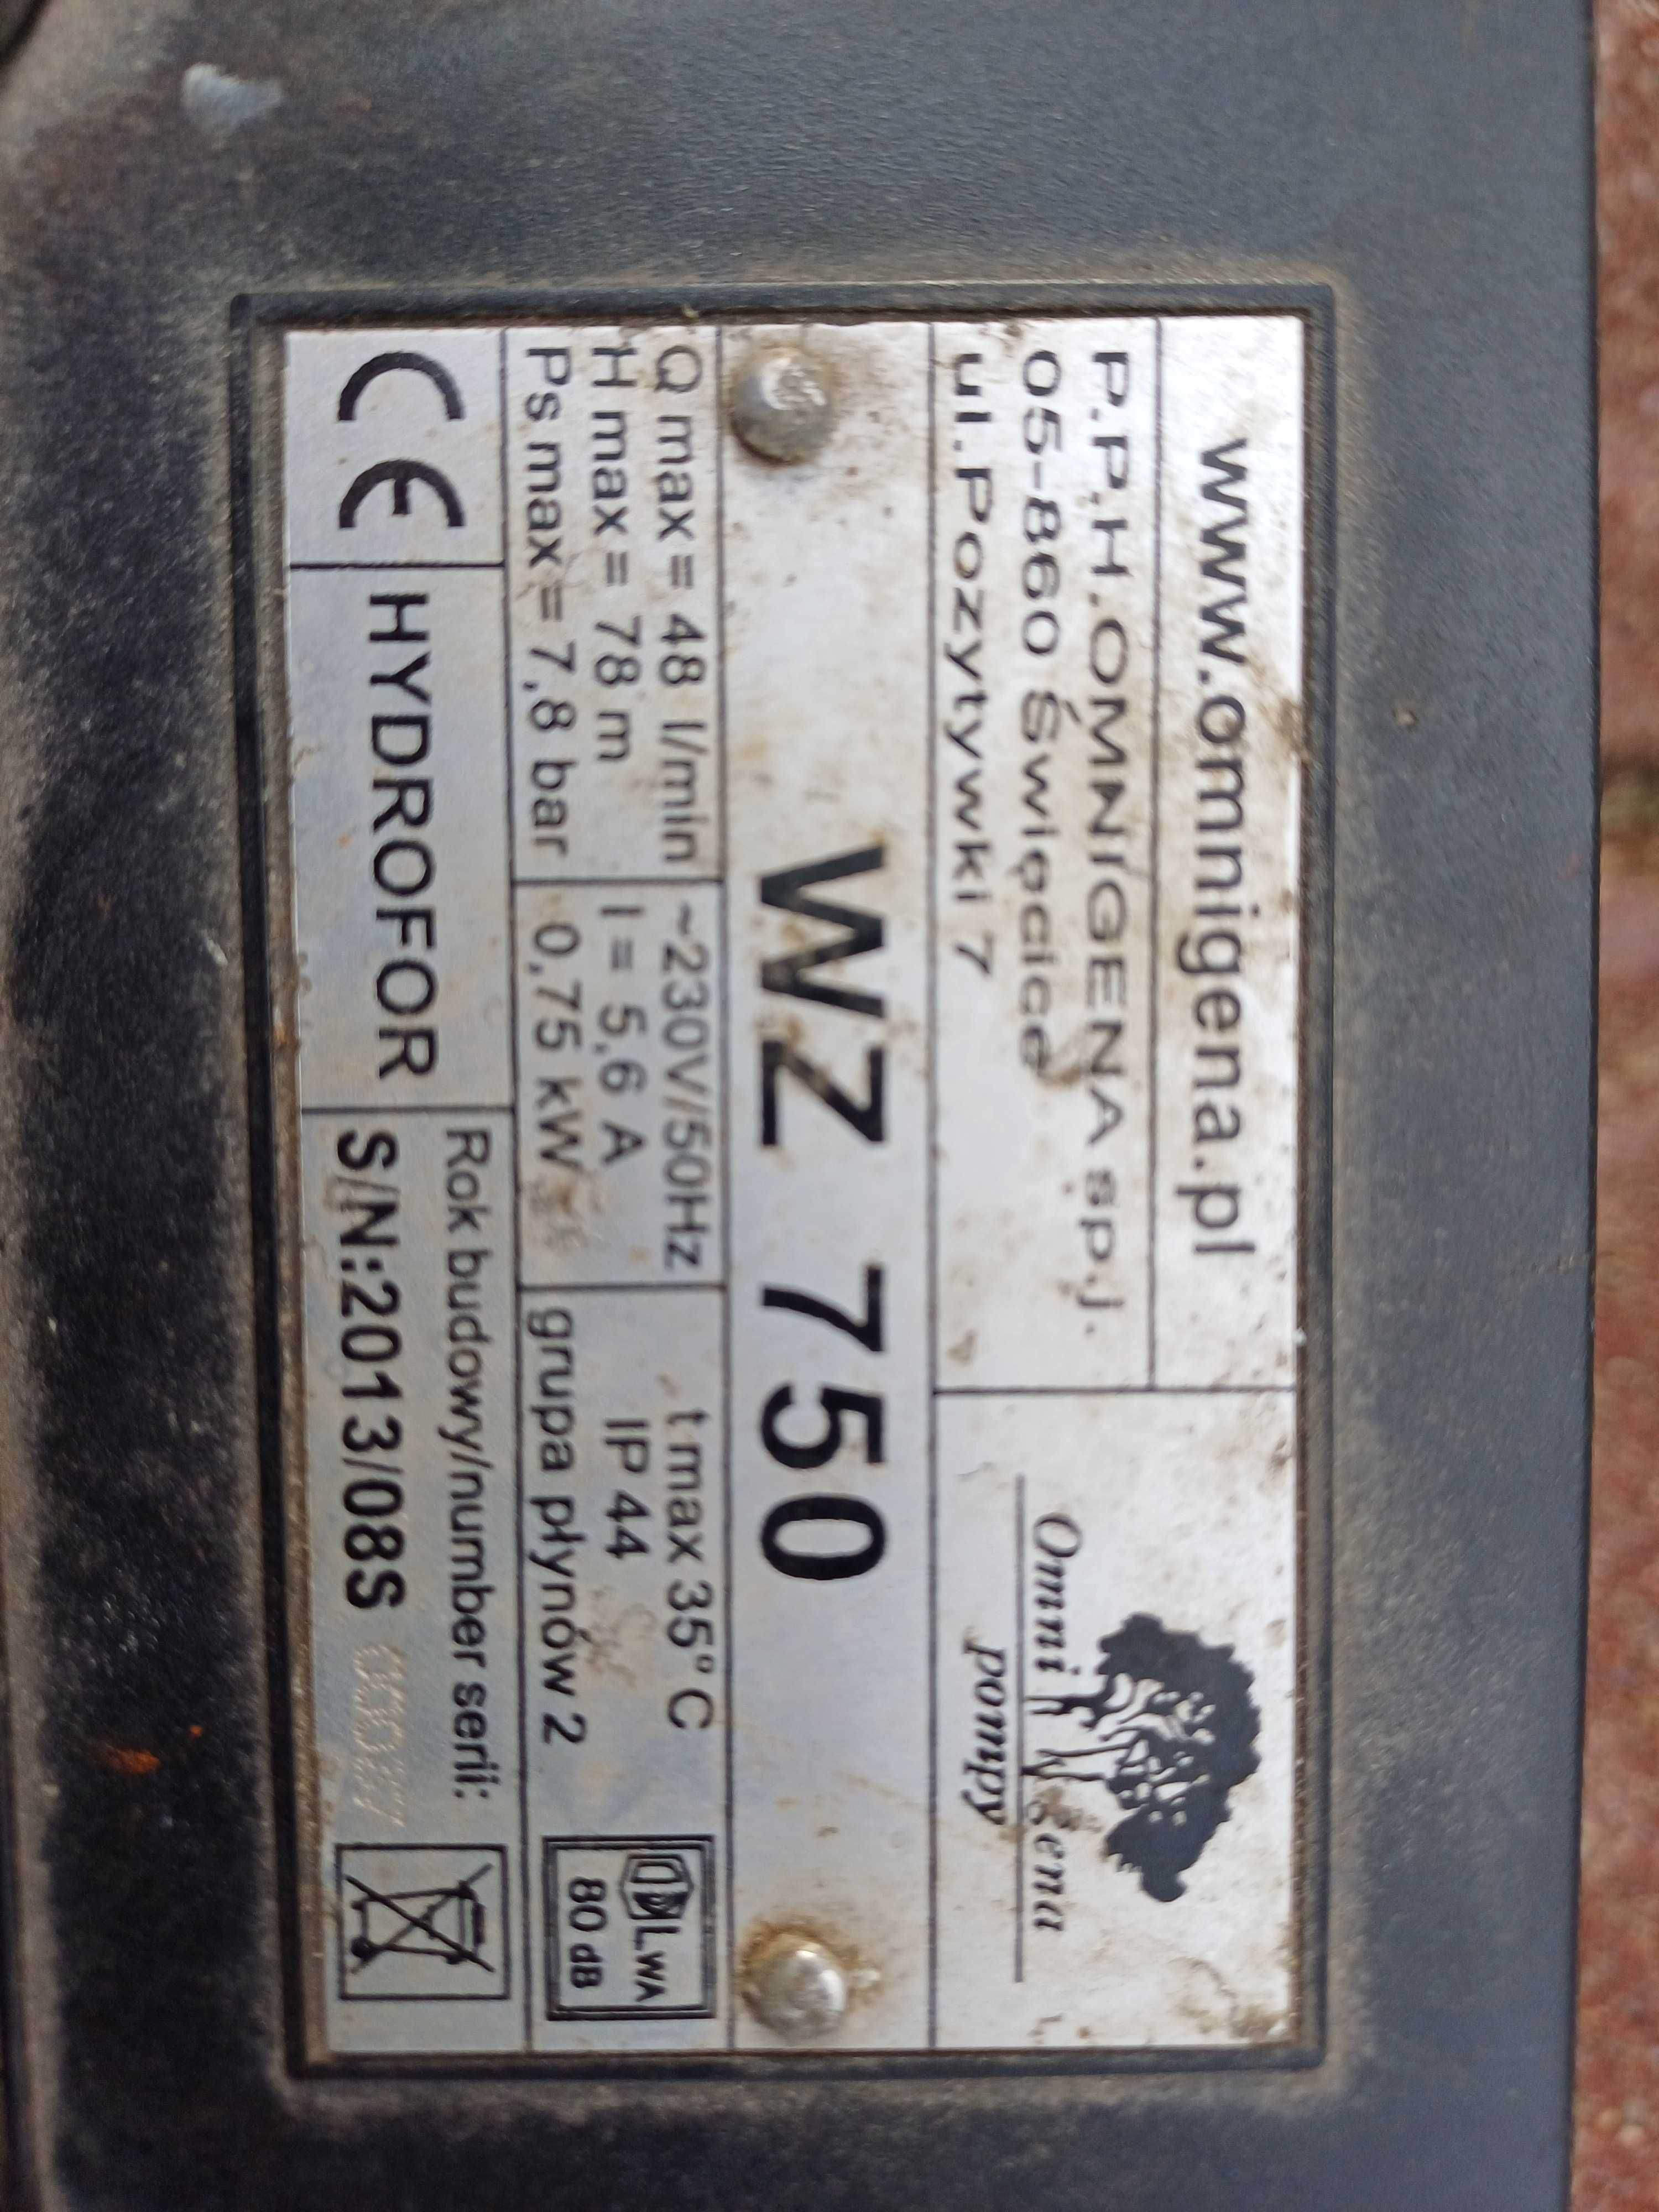 www.omnigena.pl
P.P.H.OMNIGENA sp.j.
05-860 Święcice
ul.Pozytywki 7
Omnigena
pompy
WZ 750
Q max = 48 l/min
H max = 78 m
Ps max = 7,8 bar
~230V/50Hz
I = 5,6 A
0,75 kW
t max 35° C
IP 44
grupa płynów 2
LWA
80 dB
CE
HYDROFOR
Rok budowy/number serii:
S/N:2013/08S